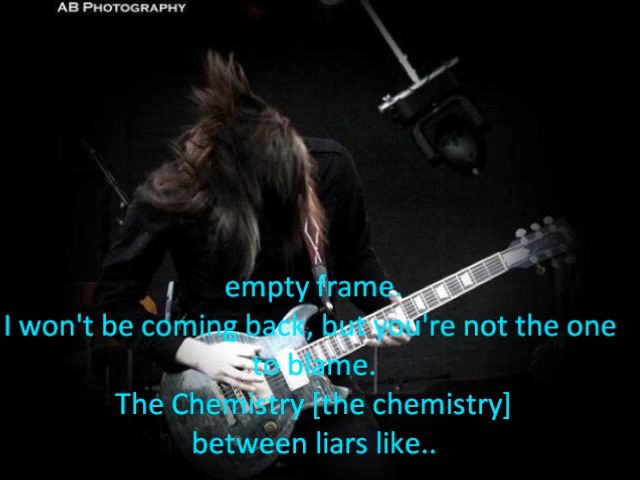 AB PHOTOGRAPHY
empty frame.
I won't be coming back, but you're not the one
to blame.
The Chemistry [the chemistry]
between liars like..